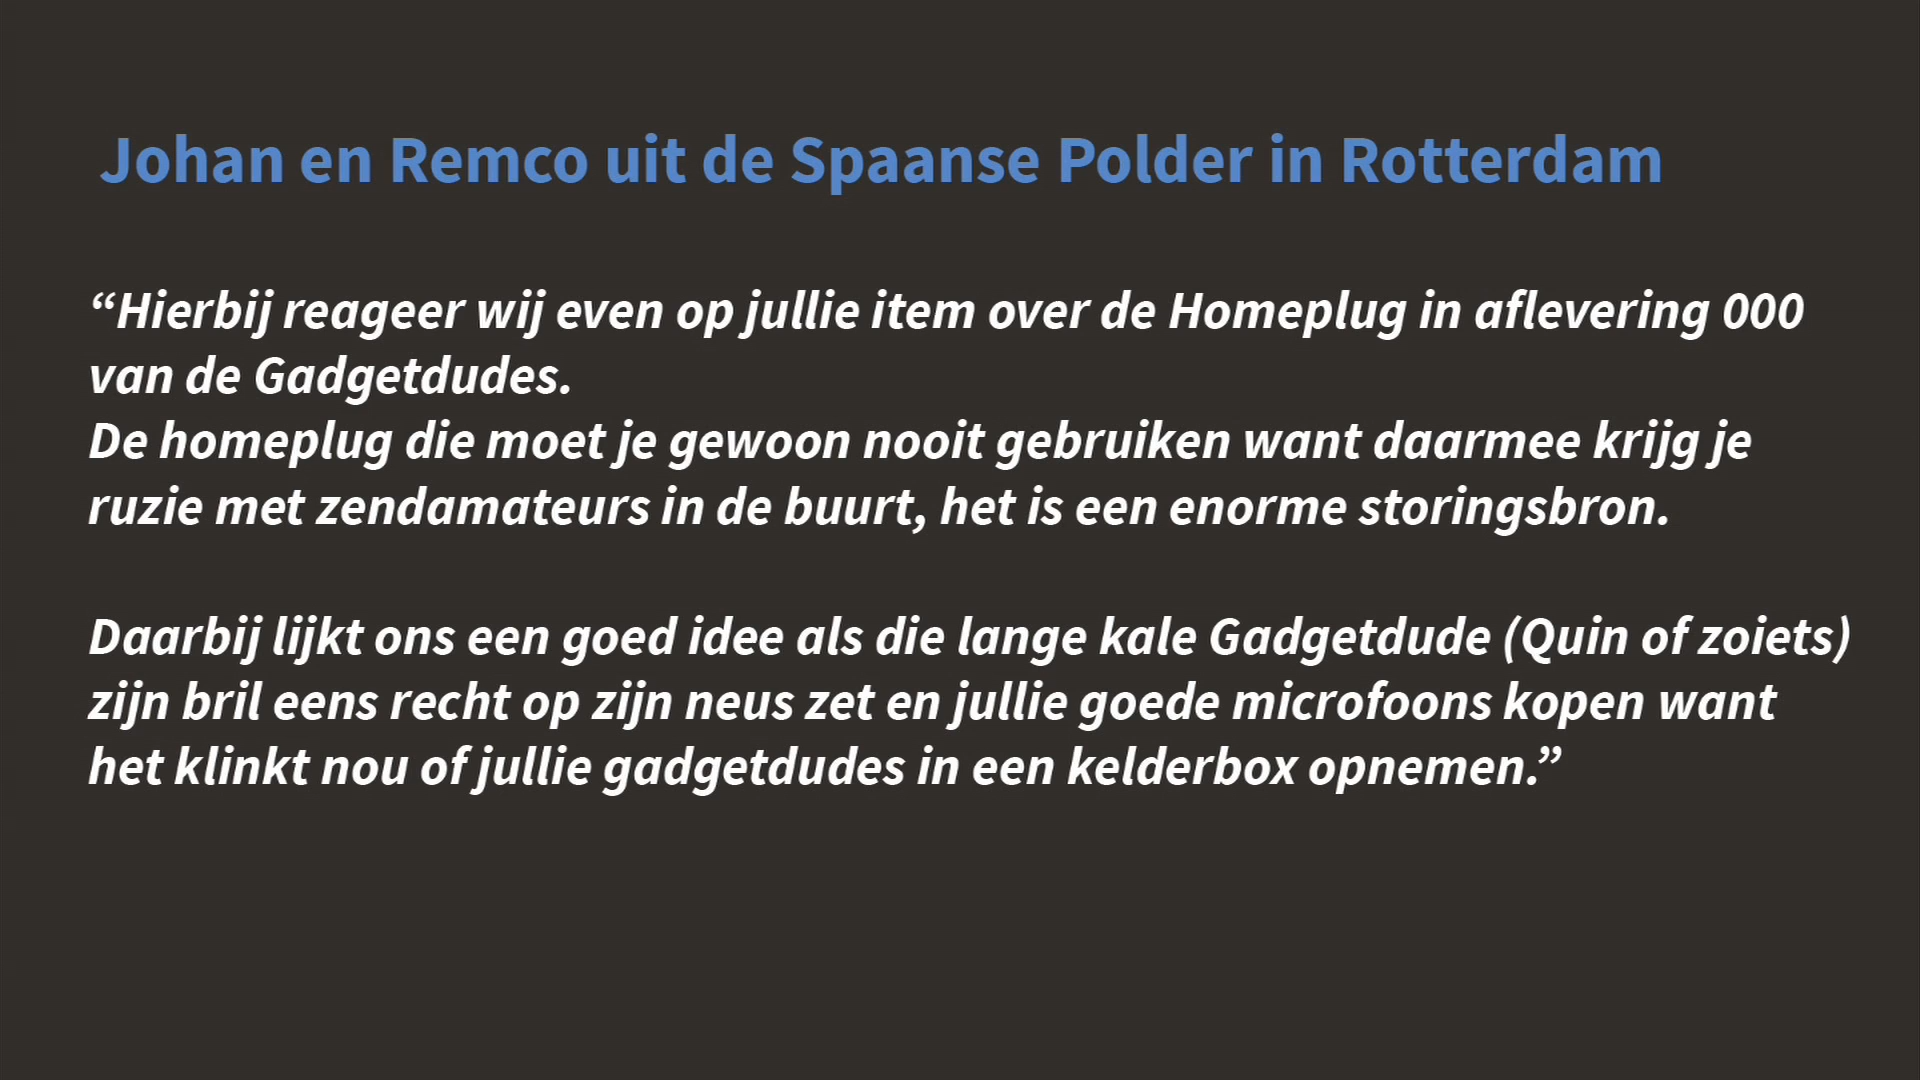 Johan en Remco uit de Spaanse Polder in Rotterdam
“Hierbij reageer wij even op jullie item over de Homeplug in aflevering 000
van de Gadgetdudes.
De homeplug die moet je gewoon nooit gebruiken want daarmee krijg je
ruzie met zendamateurs in de buurt, het is een enorme storingsbron.
Daarbij lijkt ons een goed idee als die lange kale Gadgetdude (Quin of zoiets)
zijn bril eens recht op zijn neus zet en jullie goede microfoons kopen want
het klinkt nou of jullie gadgetdudes in een kelderbox opnemen.”